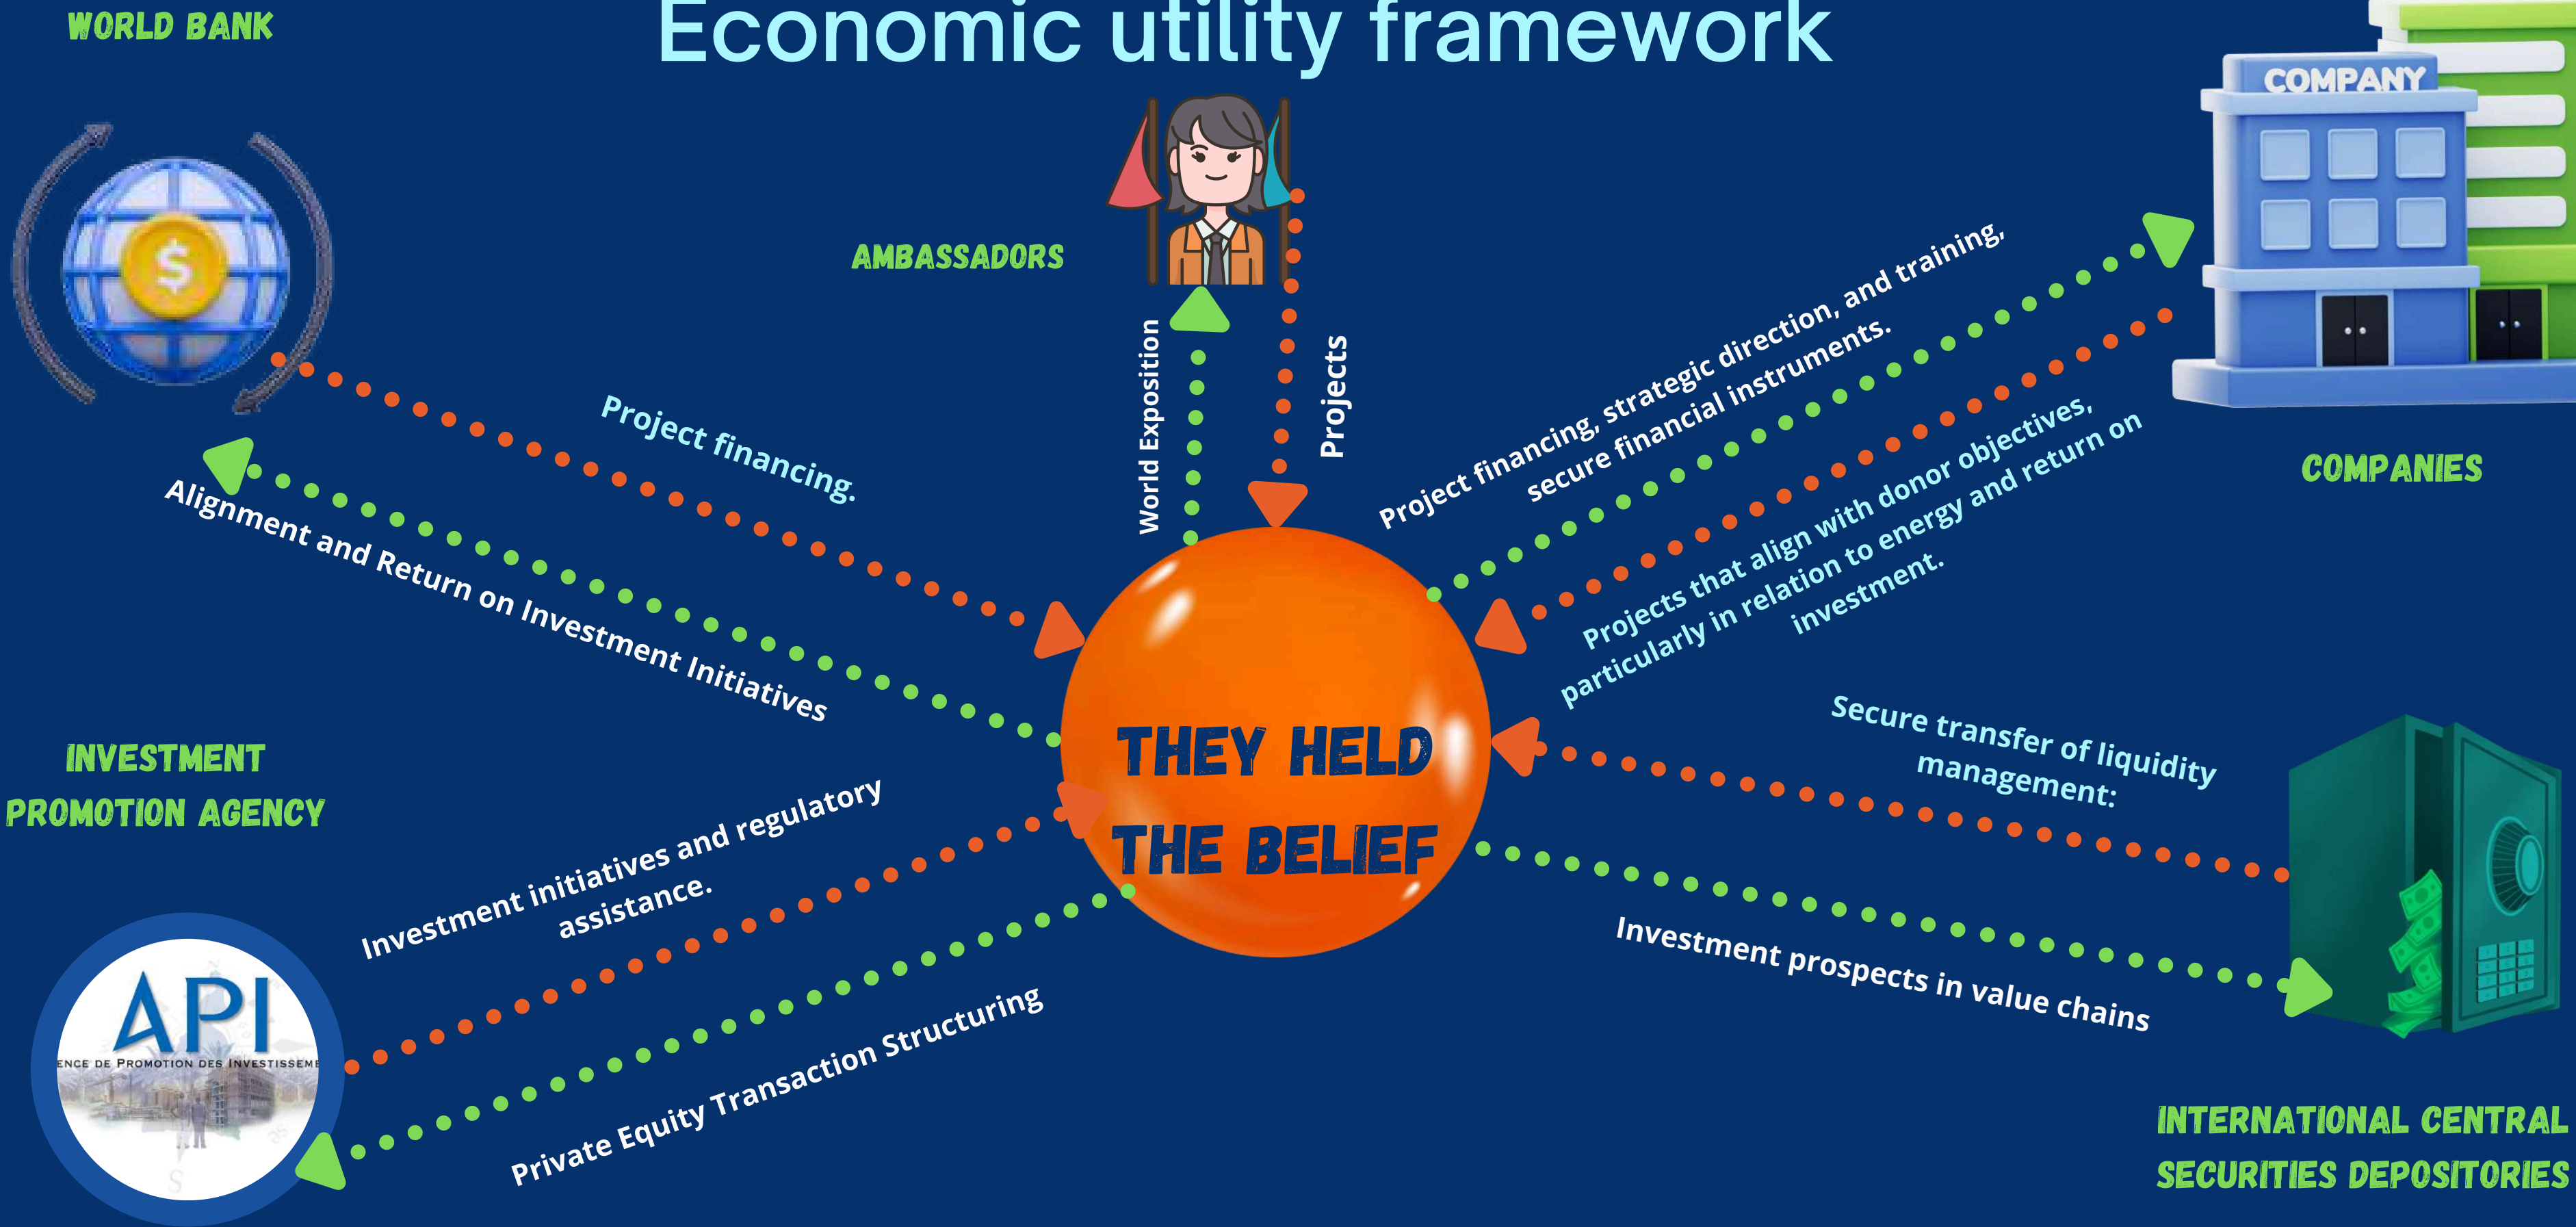 WORLD BANK
Economic utility framework
COMPANY
AMBASSADORS
World Exposition
Projects
Project financing, strategic direction, and training,
secure financial instruments.
COMPANIES
Project financing.
Alignment and Return on Investment Initiatives
Projects that align with donor objectives,
particularly in relation to energy and return on
investment.
THEY HELD
THE BELIEF
Secure transfer of liquidity
management:
INVESTMENT
PROMOTION AGENCY
Investment initiatives and regulatory
assistance.
Investment prospects in value chains
API
ENCE DE PROMOTION DES INVESTISSEME
S
Private Equity Transaction Structuring
INTERNATIONAL CENTRAL
SECURITIES DEPOSITORIES